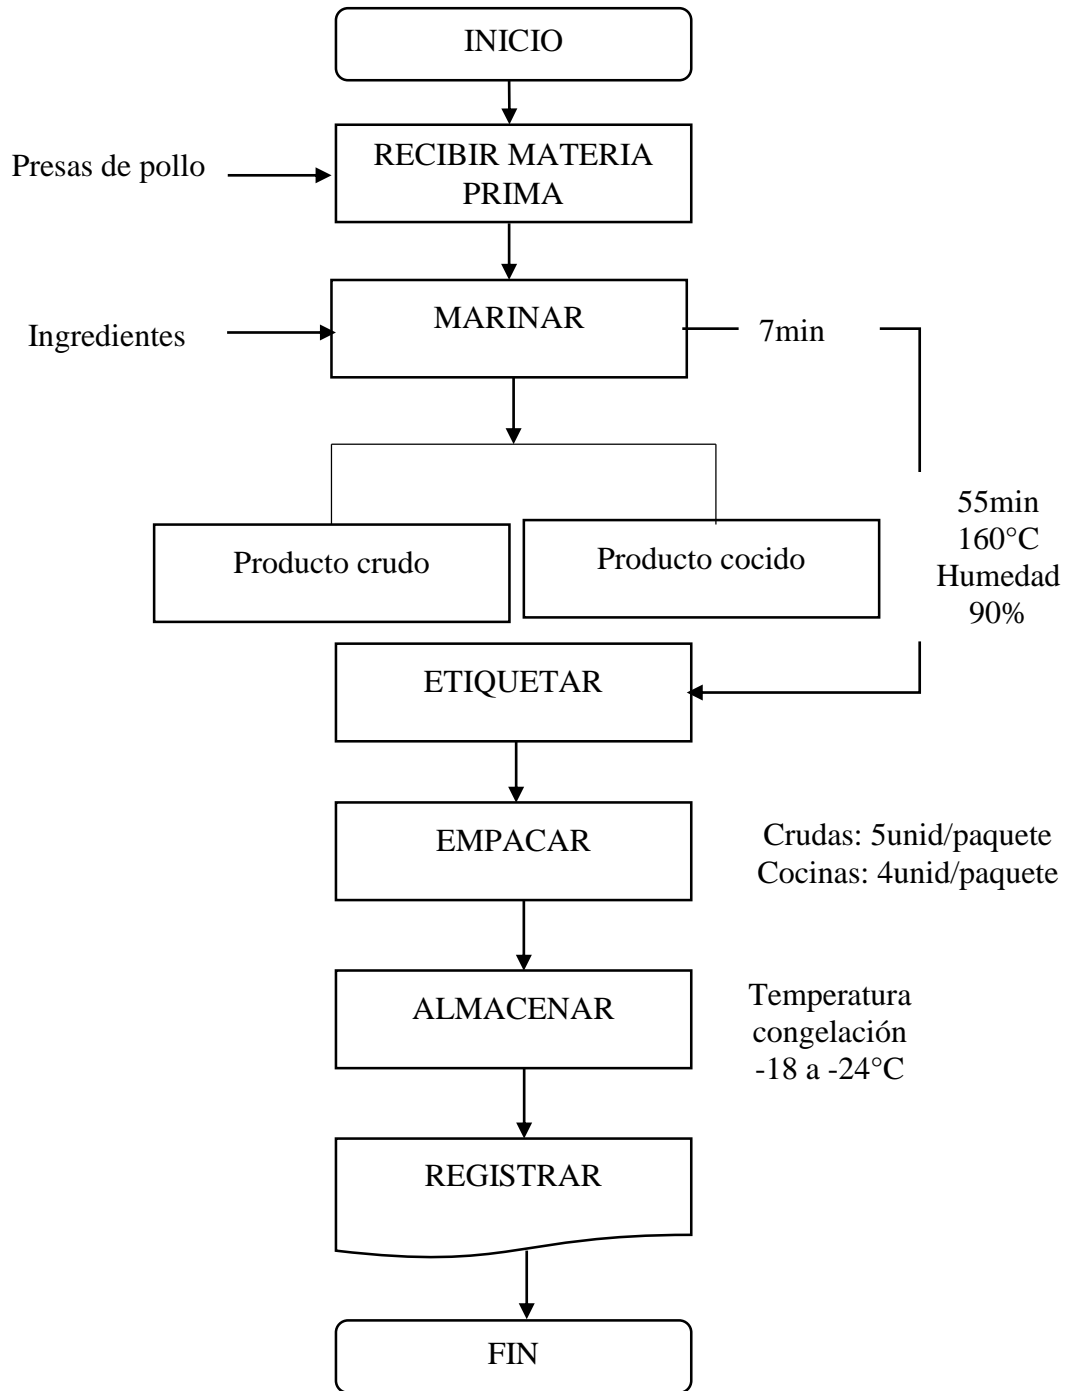 INICIO
Presas de pollo
RECIBIR MATERIA
PRIMA
Ingredientes
MARINAR
7min
Producto crudo
Producto cocido
55min
160°C
Humedad
90%
ETIQUETAR
EMPACAR
Crudas: 5unid/paquete
Cocinas: 4unid/paquete
ALMACENAR
Temperatura
congelación
-18 a -24°C
REGISTRAR
FIN